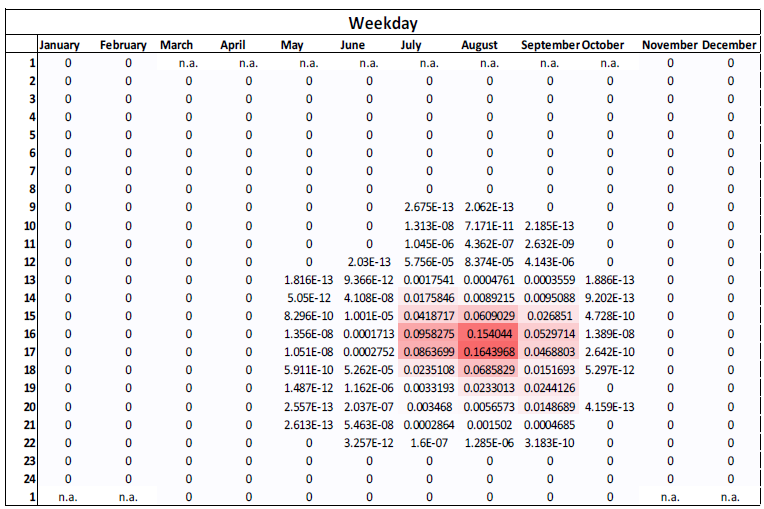 Weekday
January February March April May June July August September October November December
1 0 0 n.a. n.a. n.a. n.a. n.a. n.a. n.a. n.a. 0 0
2 0 0 0 0 0 0 0 0 0 0 0 0
3 0 0 0 0 0 0 0 0 0 0 0 0
4 0 0 0 0 0 0 0 0 0 0 0 0
5 0 0 0 0 0 0 0 0 0 0 0 0
6 0 0 0 0 0 0 0 0 0 0 0 0
7 0 0 0 0 0 0 0 0 0 0 0 0
8 0 0 0 0 0 0 0 0 0 0 0 0
9 0 0 0 0 0 0 2.675E-13 2.062E-13 0 0 0 0
10 0 0 0 0 0 0 1.313E-08 7.171E-11 2.185E-13 0 0 0
11 0 0 0 0 0 0 1.045E-06 4.362E-07 2.632E-09 0 0 0
12 0 0 0 0 0 2.03E-13 5.756E-05 8.374E-05 4.143E-06 0 0 0
13 0 0 0 0 1.816E-13 9.366E-12 0.0017541 0.0004761 0.0003559 1.886E-13 0 0
14 0 0 0 0 5.05E-12 4.108E-08 0.0175846 0.0089215 0.0095088 9.202E-13 0 0
15 0 0 0 0 8.296E-10 1.001E-05 0.0418717 0.0609029 0.026851 4.728E-10 0 0
16 0 0 0 0 1.356E-08 0.0001713 0.0958275 0.154044 0.0529714 1.389E-08 0 0
17 0 0 0 0 1.051E-08 0.0002752 0.0863699 0.1643968 0.0468803 2.642E-10 0 0
18 0 0 0 0 5.911E-10 5.262E-05 0.0235108 0.0685829 0.0151693 5.297E-12 0 0
19 0 0 0 0 1.487E-12 1.162E-06 0.0033193 0.0233013 0.0244126 0 0 0
20 0 0 0 0 2.557E-13 2.037E-07 0.003468 0.0056573 0.0148689 4.159E-13 0 0
21 0 0 0 0 2.613E-13 5.463E-08 0.0002864 0.001502 0.0004685 0 0 0
22 0 0 0 0 0 3.257E-12 1.6E-07 1.285E-06 3.183E-10 0 0 0
23 0 0 0 0 0 0 0 0 0 0 0 0
24 0 0 0 0 0 0 0 0 0 0 0 0
1 n.a. n.a. 0 0 0 0 0 0 0 0 n.a. n.a.